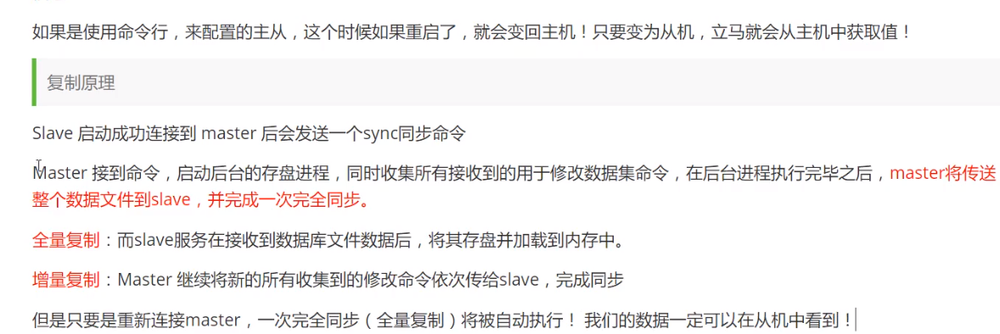 如果是使用命令行，来配置的主从，这个时候如果重启了，就会变回主机！只要变为从机，立马就会从主机中获取值！
复制原理
Slave 启动成功连接到 master 后会发送一个sync同步命令
Master 接到命令，启动后台的存盘进程，同时收集所有接收到的用于修改数据集命令，在后台进程执行完毕之后，master将传送
整个数据文件到slave，并完成一次完全同步。
全量复制：而slave服务在接收到数据库文件数据后，将其存盘并加载到内存中。
增量复制：Master 继续将新的所有收集到的修改命令依次传给slave，完成同步
但是只要是重新连接master，一次完全同步（全量复制）将被自动执行！ 我们的数据一定可以在从机中看到！